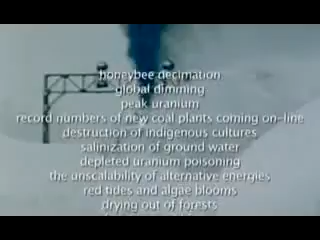 honeybee decimation
global dimming
peak uranium
record numbers of new coal plants coming on-line
destruction of indigenous cultures
salinization of ground water
depleted uranium poisoning
the unscalability of alternative energies
red tides and algae blooms
drying out of forests